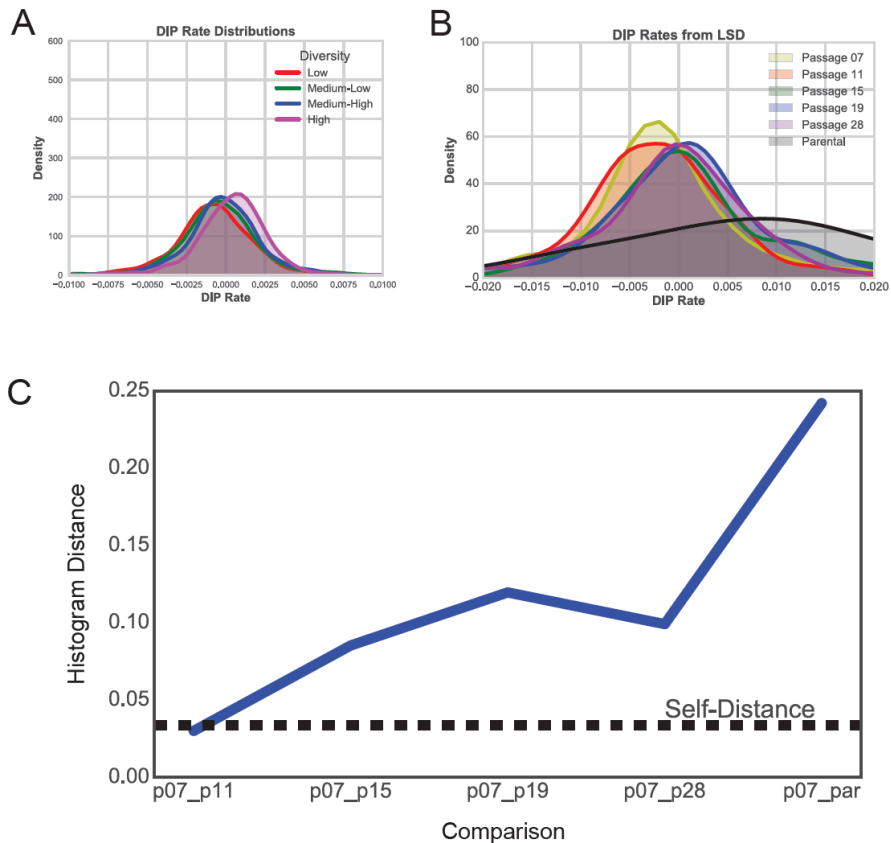 A
DIP Rate Distributions
600
500
400
300
200
100
0
Density
Diversity
Low
Medium-Low
Medium-High
High
−0.0100 −0.0075 −0.0050 −0.0025 0.0000 0.0025 0.0050 0.0075 0.0100
DIP Rate
B
DIP Rates from LSD
100
80
60
40
20
0
Density
Passage 07
Passage 11
Passage 15
Passage 19
Passage 28
Parental
−0.020 −0.015 −0.010 −0.005 0.000 0.005 0.010 0.015 0.020
DIP Rate
C
0.25
0.20
0.15
0.10
0.05
0.00
Histogram Distance
Self-Distance
p07_p11 p07_p15 p07_p19 p07_p28 p07_par
Comparison